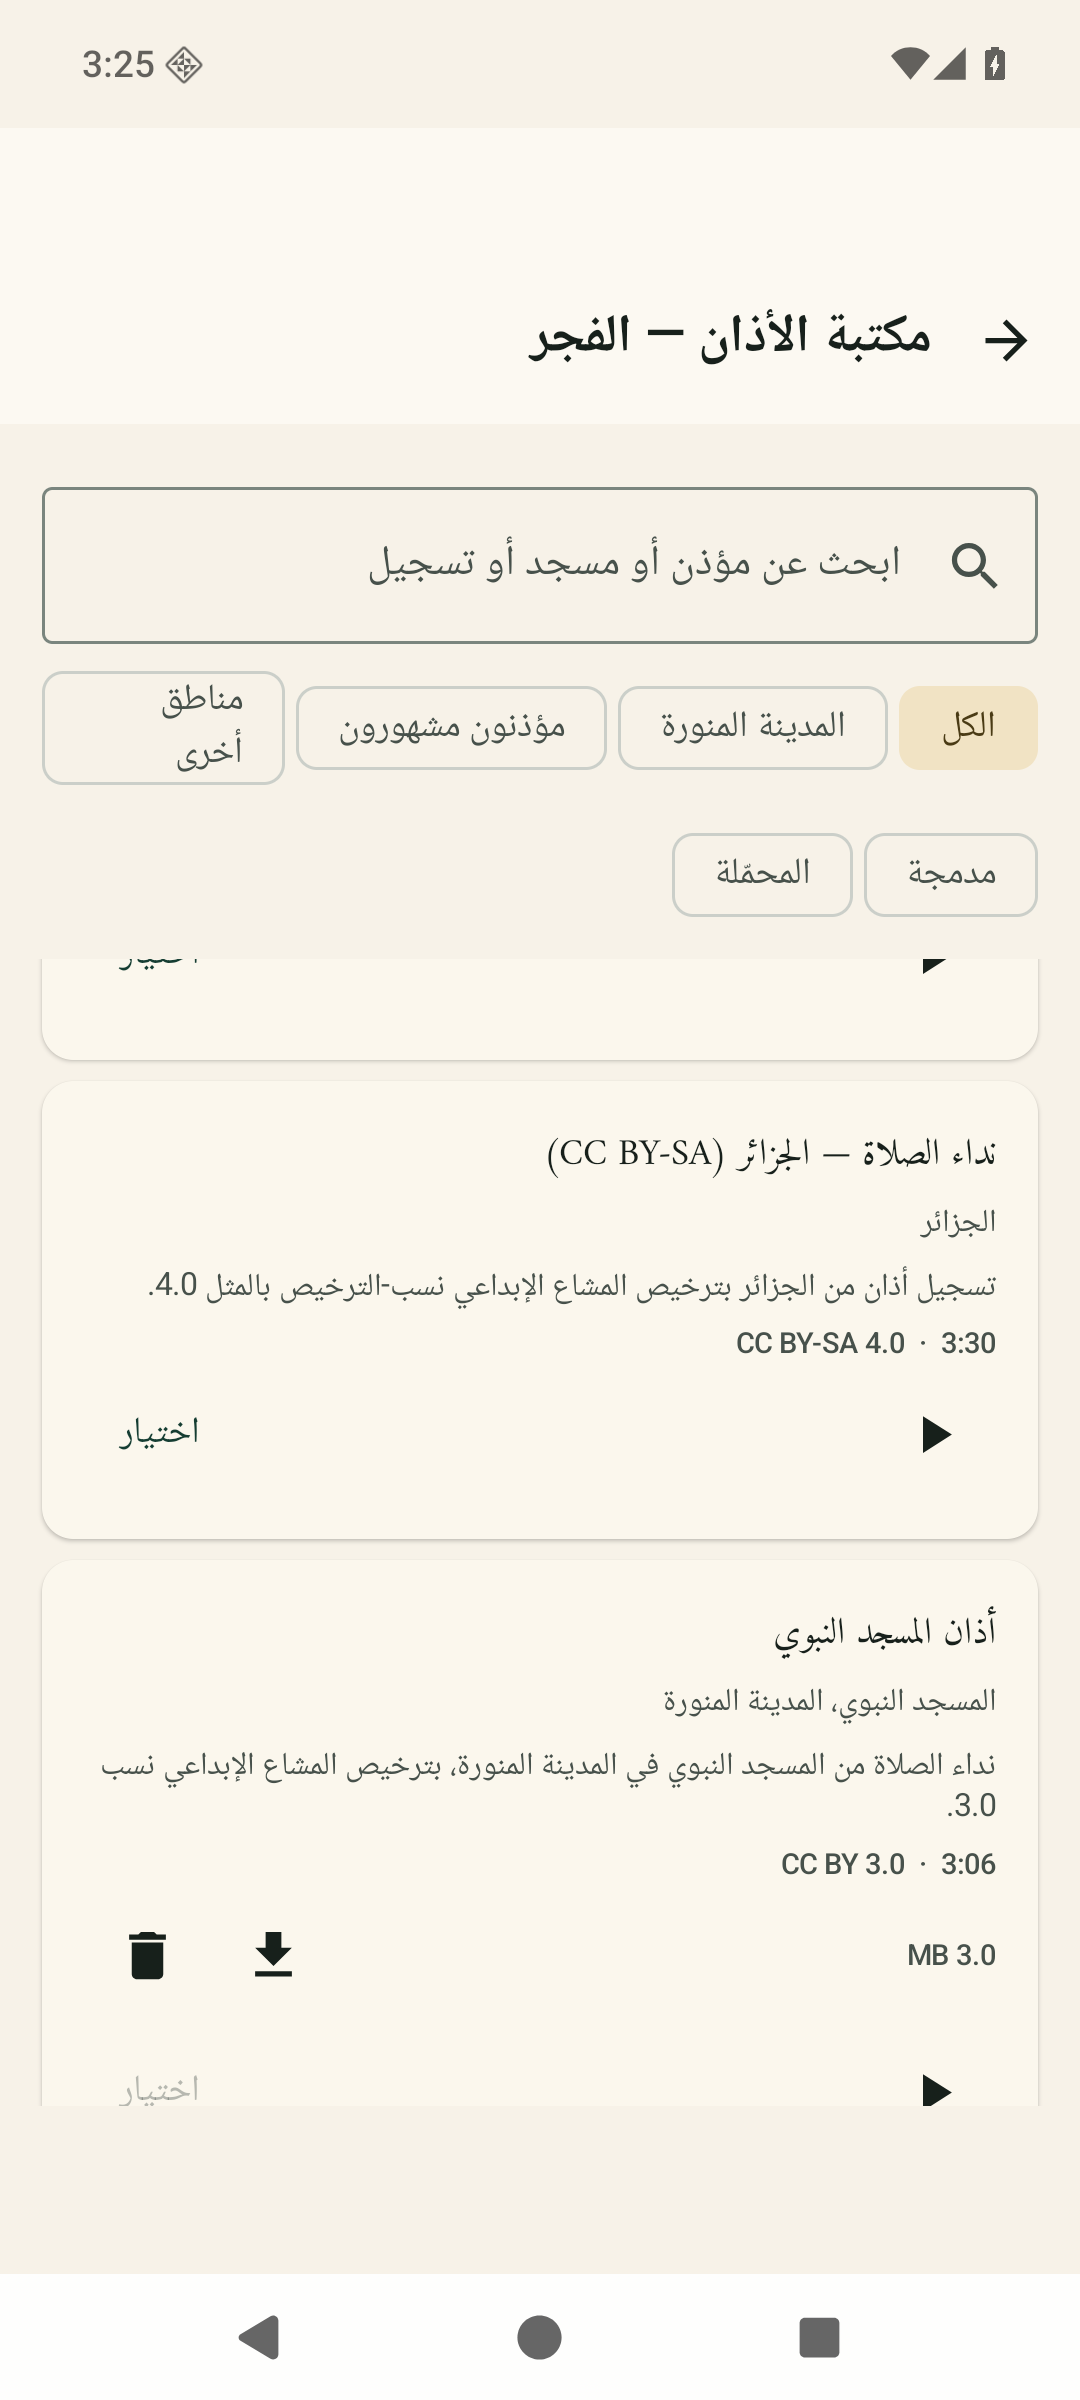 3:25
مكتبة الأذان — الفجر
ابحث عن مؤذن أو مسجد أو تسجيل
الكل
المدينة المنورة
مؤذنون مشهورون
مناطق
أخرى
مدمجة
المحمّلة
اختيار
نداء الصلاة — الجزائر (CC BY-SA)
الجزائر
تسجيل أذان من الجزائر بترخيص المشاع الإبداعي نسب-الترخيص بالمثل 4.0.
3:30 · CC BY-SA 4.0
اختيار
أذان المسجد النبوي
المسجد النبوي، المدينة المنورة
نداء الصلاة من المسجد النبوي في المدينة المنورة، بترخيص المشاع الإبداعي نسب
3.0.
3:06 · CC BY 3.0
3.0 MB
اختيار